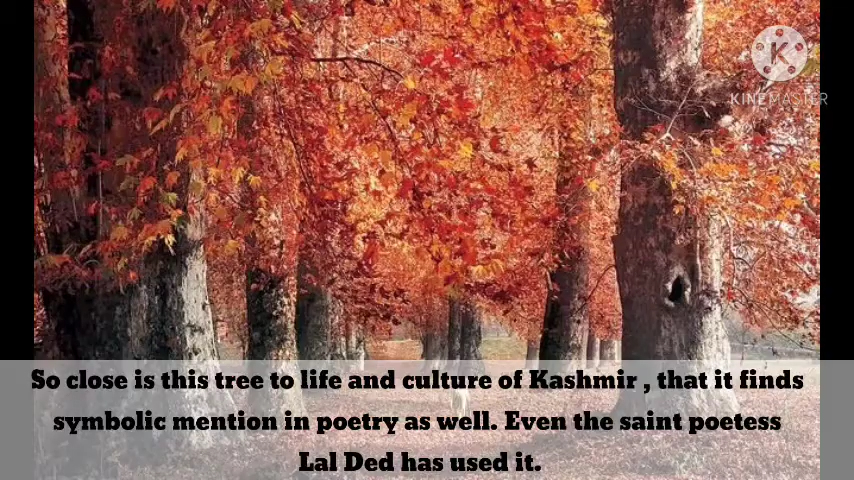 K
KINEMASTER
So close is this tree to life and culture of Kashmir , that it finds
symbolic mention in poetry as well. Even the saint poetess
Lal Ded has used it.